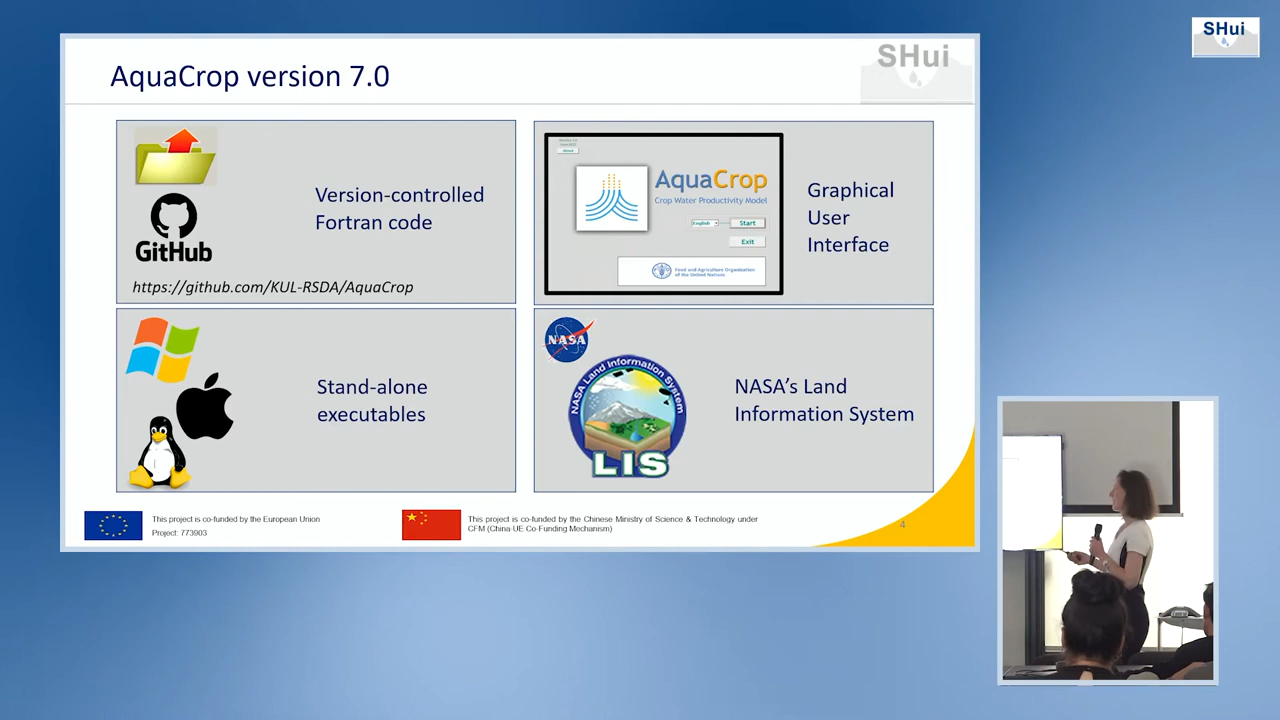 SHui
AquaCrop version 7.0
SHui
GitHub
Version-controlled
Fortran code
https://github.com/KUL-RSDA/AquaCrop
About
AquaCrop
Crop Water Productivity Model
English
Start
Exit
Food and Agriculture Organization
of the United Nations
Graphical
User
Interface
Stand-alone
executables
NASA
NASA Land Information System
LIS
NASA’s Land
Information System
This project is co-funded by the European Union
Project: 773903
This project is co-funded by the Chinese Ministry of Science & Technology under
CFM (China-UE Co-Funding Mechanism)
4